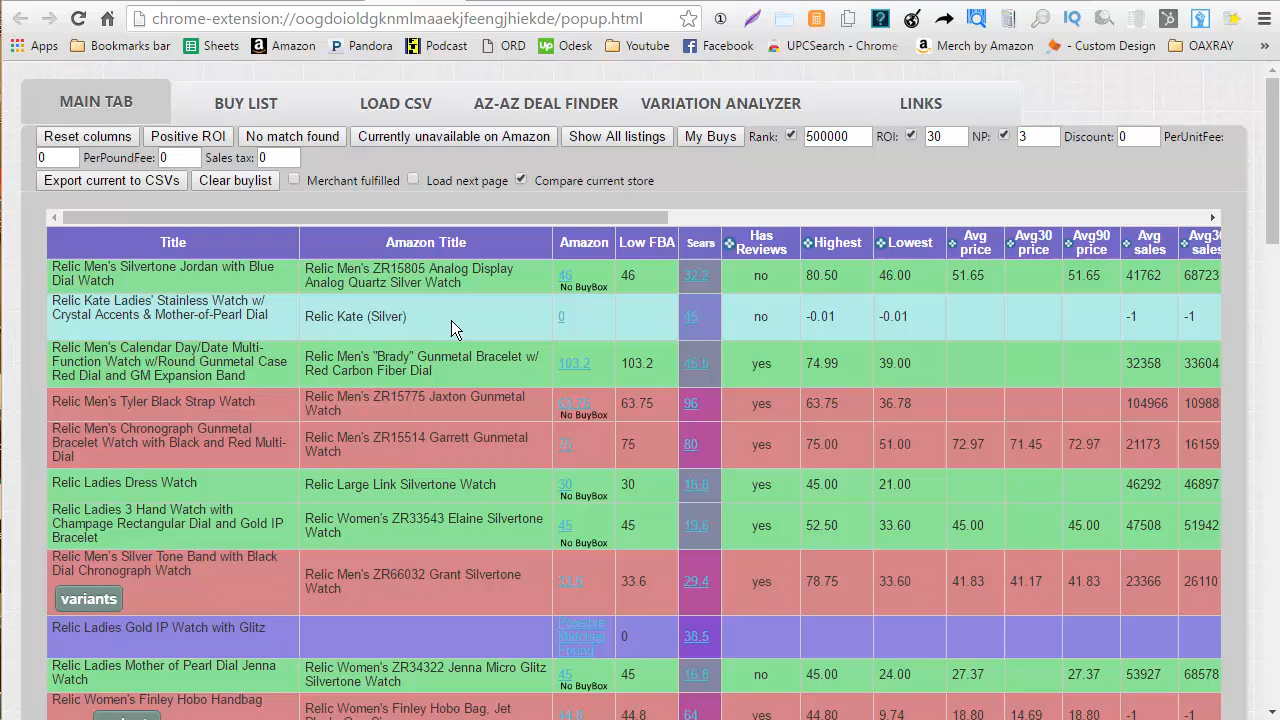 chrome-extension://oogdoioldgknmlmaaekjfeengjhiekde/popup.html
Apps Bookmarks bar Sheets Amazon Pandora Podcast ORD Odesk Youtube Facebook UPCSearch - Chrome Merch by Amazon - Custom Design OAXRAY »
MAIN TAB BUY LIST LOAD CSV AZ-AZ DEAL FINDER VARIATION ANALYZER LINKS
Reset columns Positive ROI No match found Currently unavailable on Amazon Show All listings My Buys Rank: 500000 ROI: 30 NP: 3 Discount: 0 PerUnitFee:
0 PerPoundFee: 0 Sales tax: 0
Export current to CSVs Clear buylist Merchant fulfilled Load next page Compare current store
Title Amazon Title Amazon Low FBA Sears Has Reviews Highest Lowest Avg price Avg30 price Avg90 price Avg sales Avg30 sales
Relic Men's Silvertone Jordan with Blue Relic Men's ZR15805 Analog Display
Dial Watch Analog Quartz Silver Watch 46 No BuyBox 46 32.2 no 80.50 46.00 51.65 51.65 41762 68723
Relic Kate Ladies' Stainless Watch w/
Crystal Accents & Mother-of-Pearl Dial Relic Kate (Silver) 0 45 no -0.01 -0.01 -1 -1
Relic Men's Calendar Day/Date Multi-
Function Watch w/Round Gunmetal Case Relic Men's "Brady" Gunmetal Bracelet w/
Red Dial and GM Expansion Band Red Carbon Fiber Dial 103.2 103.2 45.5 yes 74.99 39.00 32358 33604
Relic Men's Tyler Black Strap Watch Relic Men's ZR15775 Jaxton Gunmetal
Watch 63.75 No BuyBox 63.75 96 yes 63.75 36.78 104966 10988
Relic Men's Chronograph Gunmetal
Bracelet Watch with Black and Red Multi- Relic Men's ZR15514 Garrett Gunmetal
Dial Watch 75 75 80 yes 75.00 51.00 72.97 71.45 72.97 21173 16159
Relic Ladies Dress Watch Relic Large Link Silvertone Watch 30 No BuyBox 30 15.8 yes 45.00 21.00 46292 46897
Relic Ladies 3 Hand Watch with
Champage Rectangular Dial and Gold IP Relic Women's ZR33543 Elaine Silvertone
Bracelet Watch 45 No BuyBox 45 19.6 yes 52.50 33.60 45.00 45.00 47508 51942
Relic Men's Silver Tone Band with Black
Dial Chronograph Watch Relic Men's ZR66032 Grant Silvertone
variants Watch 33.6 33.6 29.4 yes 78.75 33.60 41.83 41.17 41.83 23366 26110
Relic Ladies Gold IP Watch with Glitz Possible Matches Found 0 38.5
Relic Ladies Mother of Pearl Dial Jenna Relic Women's ZR34322 Jenna Micro Glitz
Watch Silvertone Watch 45 No BuyBox 45 16.8 no 45.00 24.00 27.37 27.37 53927 68578
Relic Women's Finley Hobo Handbag Relic Women's Finley Hobo Bag, Jet
44.8 44.8 64 yes 44.80 9.74 18.80 14.69 18.80 -1 -1